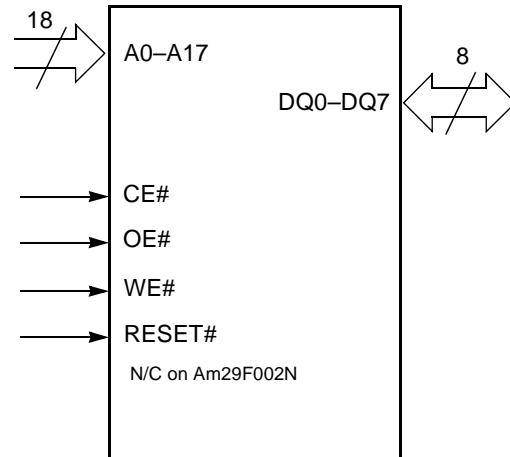 18
A0–A17
8
DQ0–DQ7
CE#
OE#
WE#
RESET#
N/C on Am29F002N